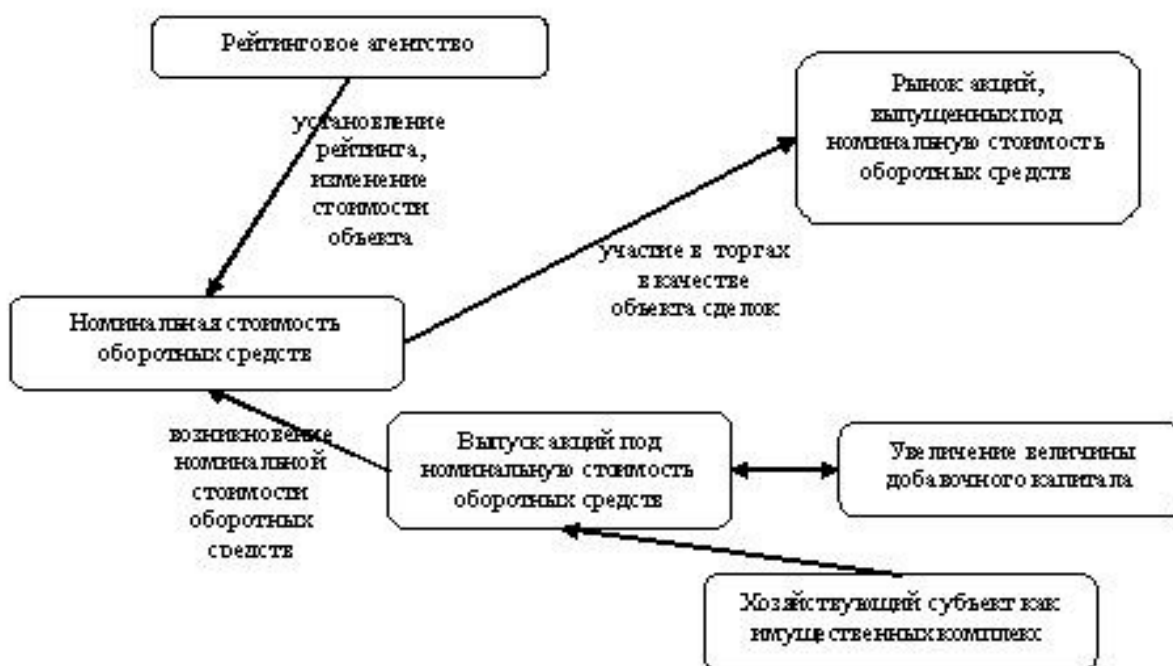 Рейтинговое агентство
Рынок акций,
выпущенных под
номинальную стоимость
оборотных средств
установление
рейтинга,
изменение
стоимости
объекта
участие в торгах
в качестве
объекта сделок
Номинальная стоимость
оборотных средств
возникновение
номинальной
стоимости
оборотных
средств
Выпуск акций под
номинальную стоимость
оборотных средств
Увеличение величины
добавочного капитала
Хозяйствующий субъект как
имущественных комплекс